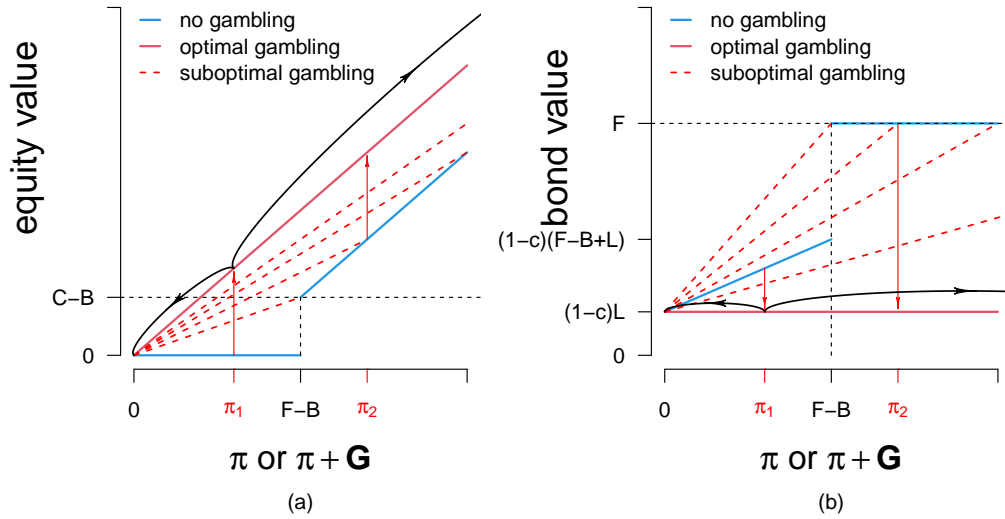 no gambling
optimal gambling
suboptimal gambling
equity value
C−B
0
0
π1
F−B
π2
π or π + G
(a)
no gambling
optimal gambling
suboptimal gambling
bond value
F
(1−c)(F−B+L)
(1−c)L
0
0
π1
F−B
π2
π or π + G
(b)